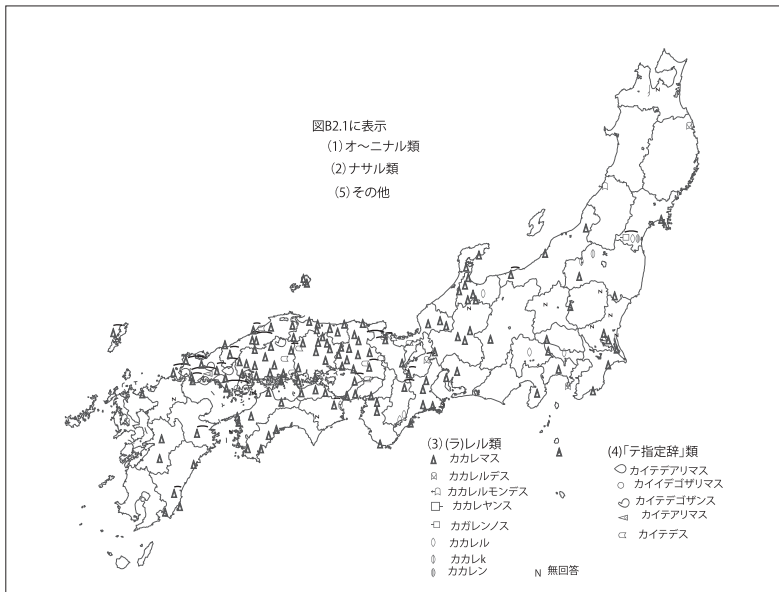 図B2.1に表示
(1)オ～ニナル類
(2)ナサル類
(5)その他
(3)(ラ)レル類
カカレマス
カカレルデス
カカレルモンデス
カカレヤンス
カガレンノス
カカレル
カカレk
カカレン
N 無回答
(4)「テ指定辞」類
カイテデアリマス
カイイデゴザリマス
カイテデゴザンス
カイテアリマス
カイテデス